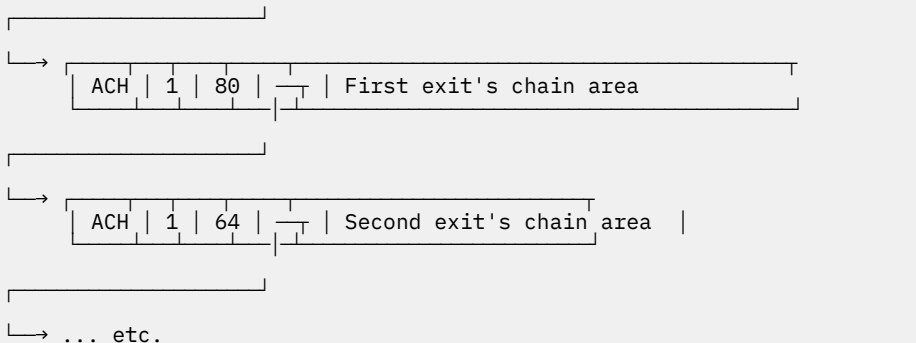 ┌──────────────────────┘
└──→ ┌─────┬───┬────┬─────┬───────────────────────────────────────────┬
│ ACH │ 1 │ 80 │ ──┬ │ First exit's chain area
└─────┴───┴────┴───│─┴───────────────────────────────────────────┘
┌──────────────────────┘
└──→ ┌─────┬───┬────┬─────┬──────────────────────────┬
│ ACH │ 1 │ 64 │ ──┬ │ Second exit's chain area │
└─────┴───┴────┴───│─┴──────────────────────────┘
┌──────────────────────┘
└──→ ... etc.